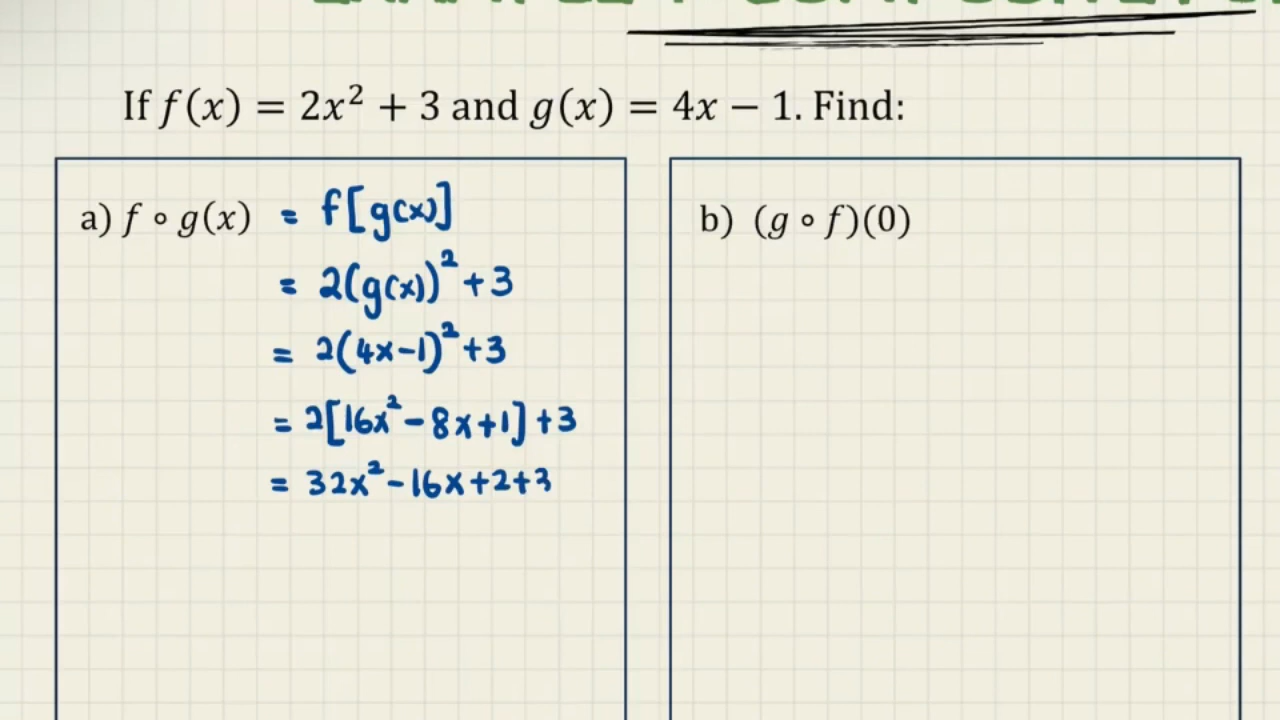 If f(x) = 2x² + 3 and g(x) = 4x − 1. Find:
a) f ∘ g(x) = f[g(x)]
= 2(g(x))² + 3
= 2(4x−1)² + 3
= 2[16x² − 8x + 1] + 3
= 32x² − 16x + 2 + 3
b) (g ∘ f)(0)